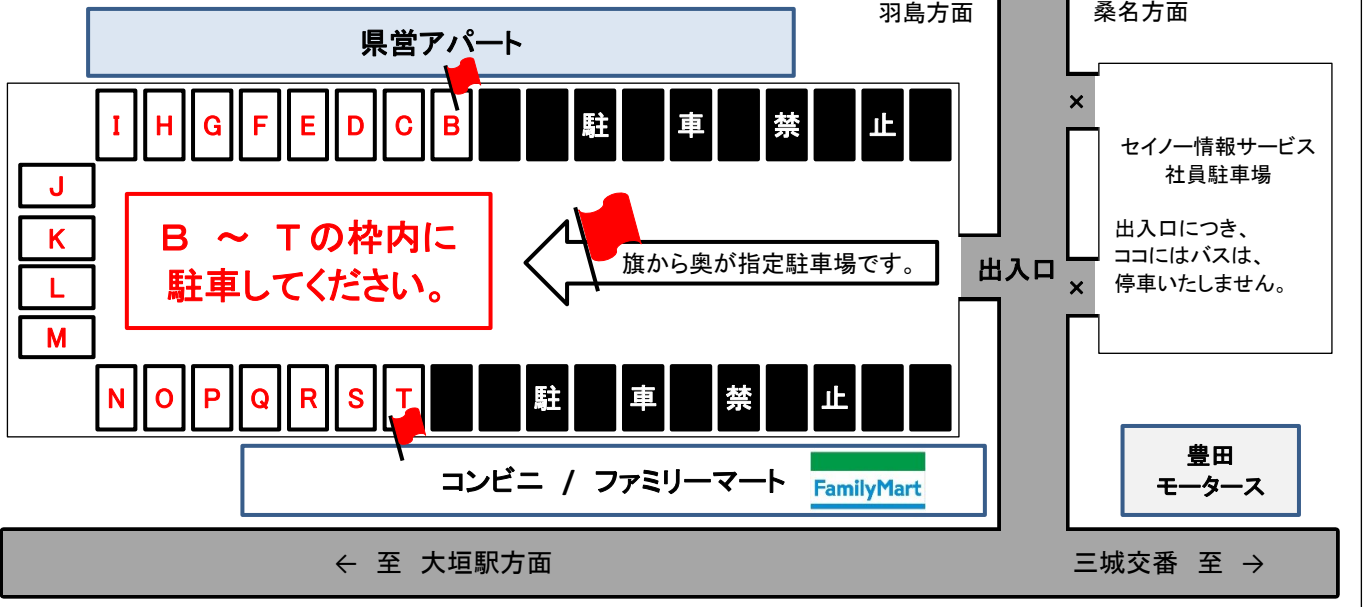 羽島方面
桑名方面
県営アパート
I H G F E D C B 駐 車 禁 止
×
セイノー情報サービス
社員駐車場
J
K
L
M
B ～ Tの枠内に
駐車してください。
旗から奥が指定駐車場です。
出入口
×
出入口につき、
ココにはバスは、
停車いたしません。
N O P Q R S T 駐 車 禁 止
コンビニ / ファミリーマート
FamilyMart
豊田
モータース
← 至 大垣駅方面
三城交番 至 →